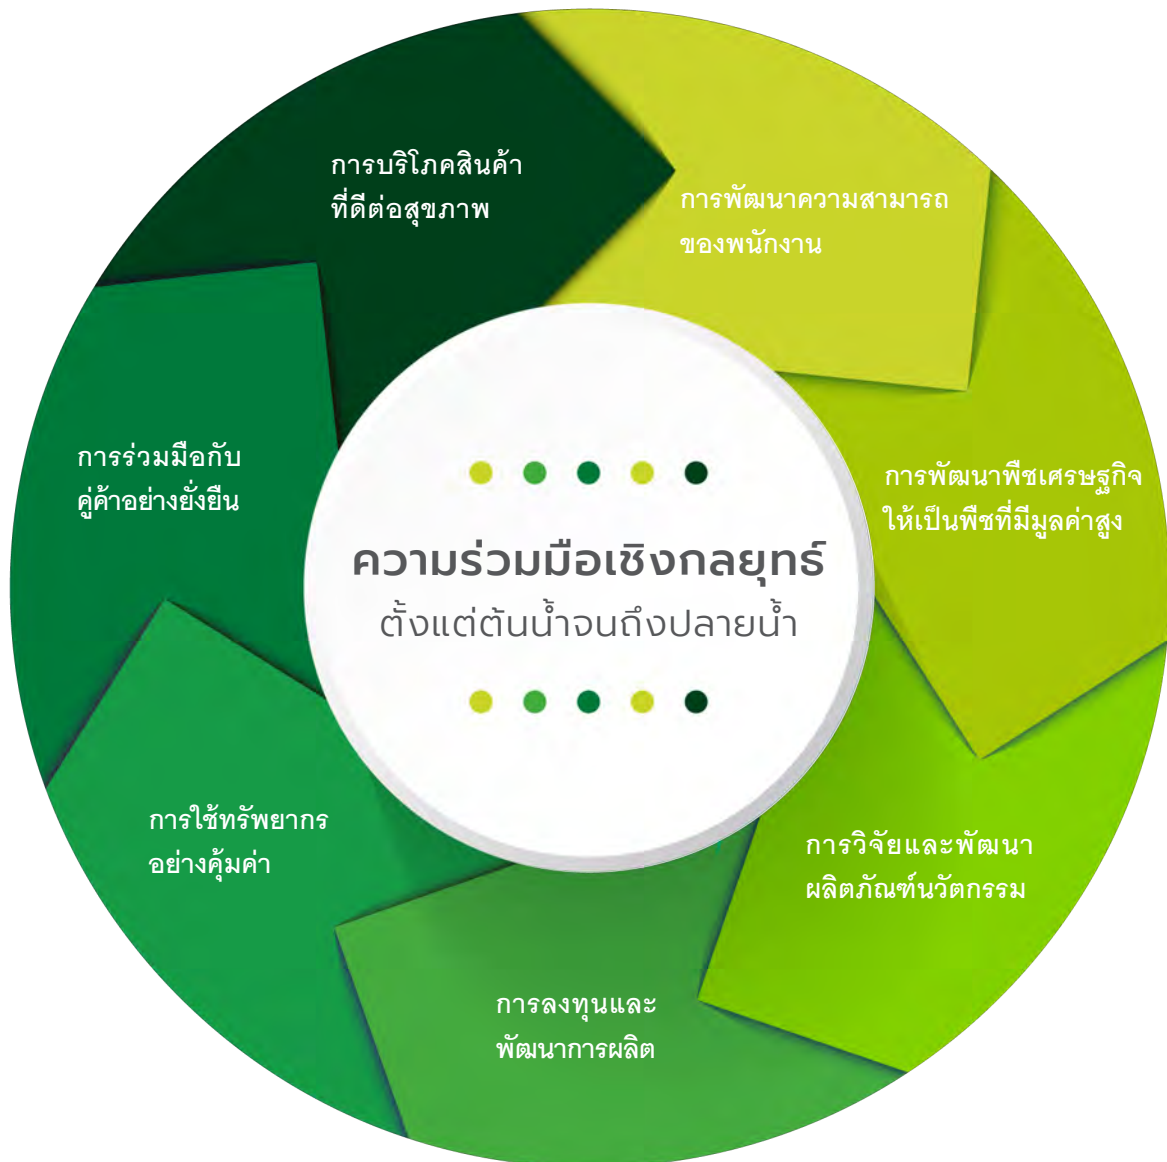 การบริโภคสินค้า
ที่ดีต่อสุขภาพ
การพัฒนาความสามารถ
ของพนักงาน
การพัฒนาพืชเศรษฐกิจ
ให้เป็นพืชที่มีมูลค่าสูง
การวิจัยและพัฒนา
ผลิตภัณฑ์นวัตกรรม
การลงทุนและ
พัฒนาการผลิต
การใช้ทรัพยากร
อย่างคุ้มค่า
การร่วมมือกับ
คู่ค้าอย่างยั่งยืน
ความร่วมมือเชิงกลยุทธ์
ตั้งแต่ต้นน้ำจนถึงปลายน้ำ